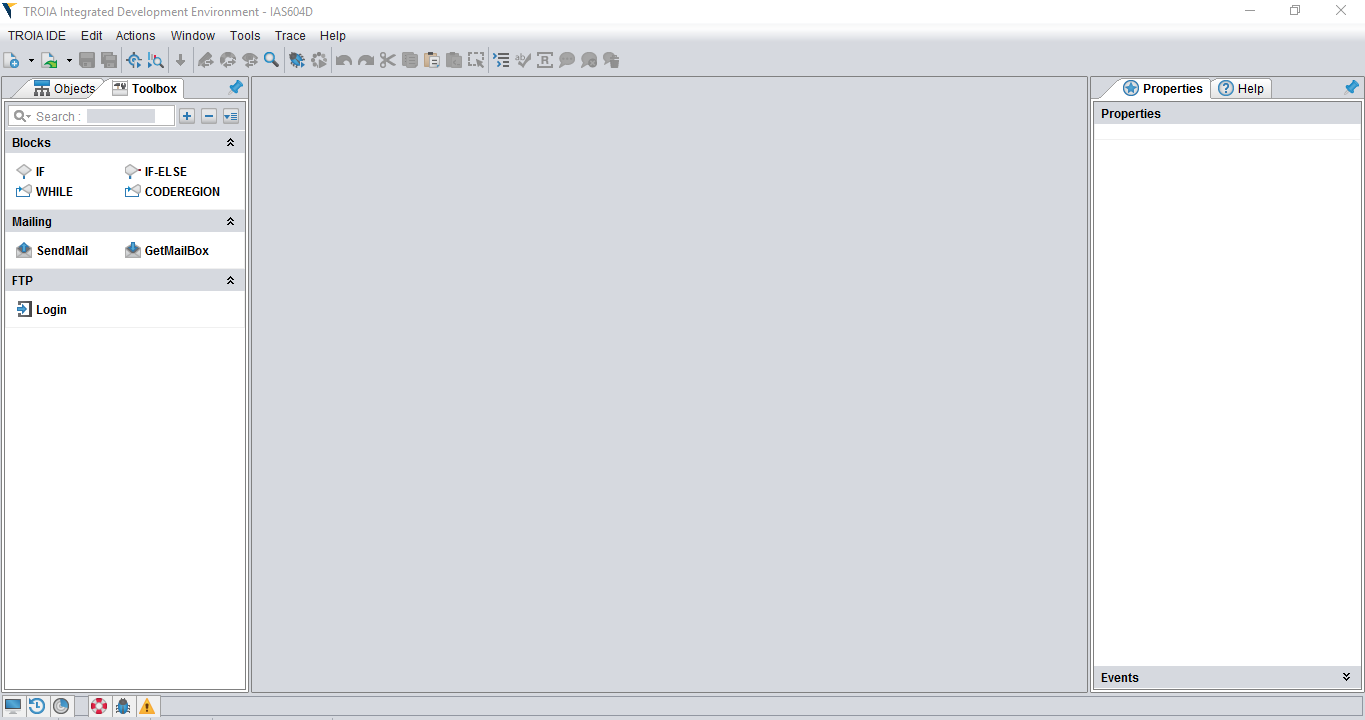 TROIA Integrated Development Environment - IAS604D
TROIA IDE Edit Actions Window Tools Trace Help
Objects Toolbox
Search :
Blocks
IF IF-ELSE
WHILE CODEREGION
Mailing
SendMail GetMailBox
FTP
Login
Properties Help
Properties
Events